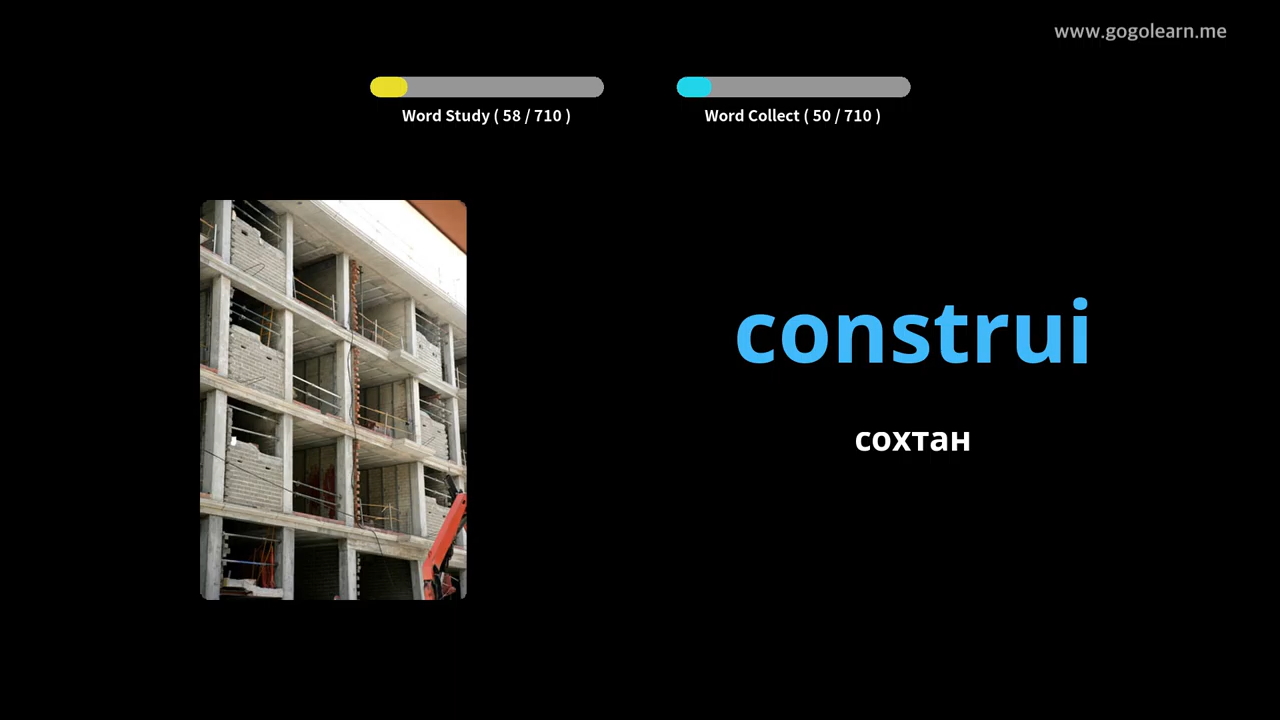 www.gogolearn.me
Word Study ( 58 / 710 )
Word Collect ( 50 / 710 )
construi
сохтан